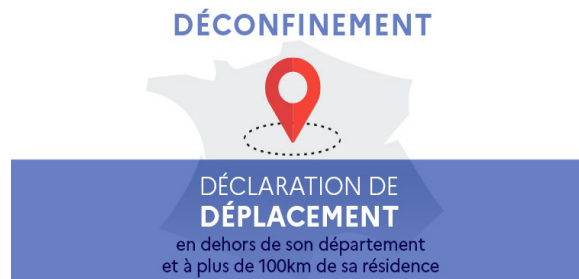 DÉCONFINEMENT
DÉCLARATION DE
DÉPLACEMENT
en dehors de son département
et à plus de 100km de sa résidence